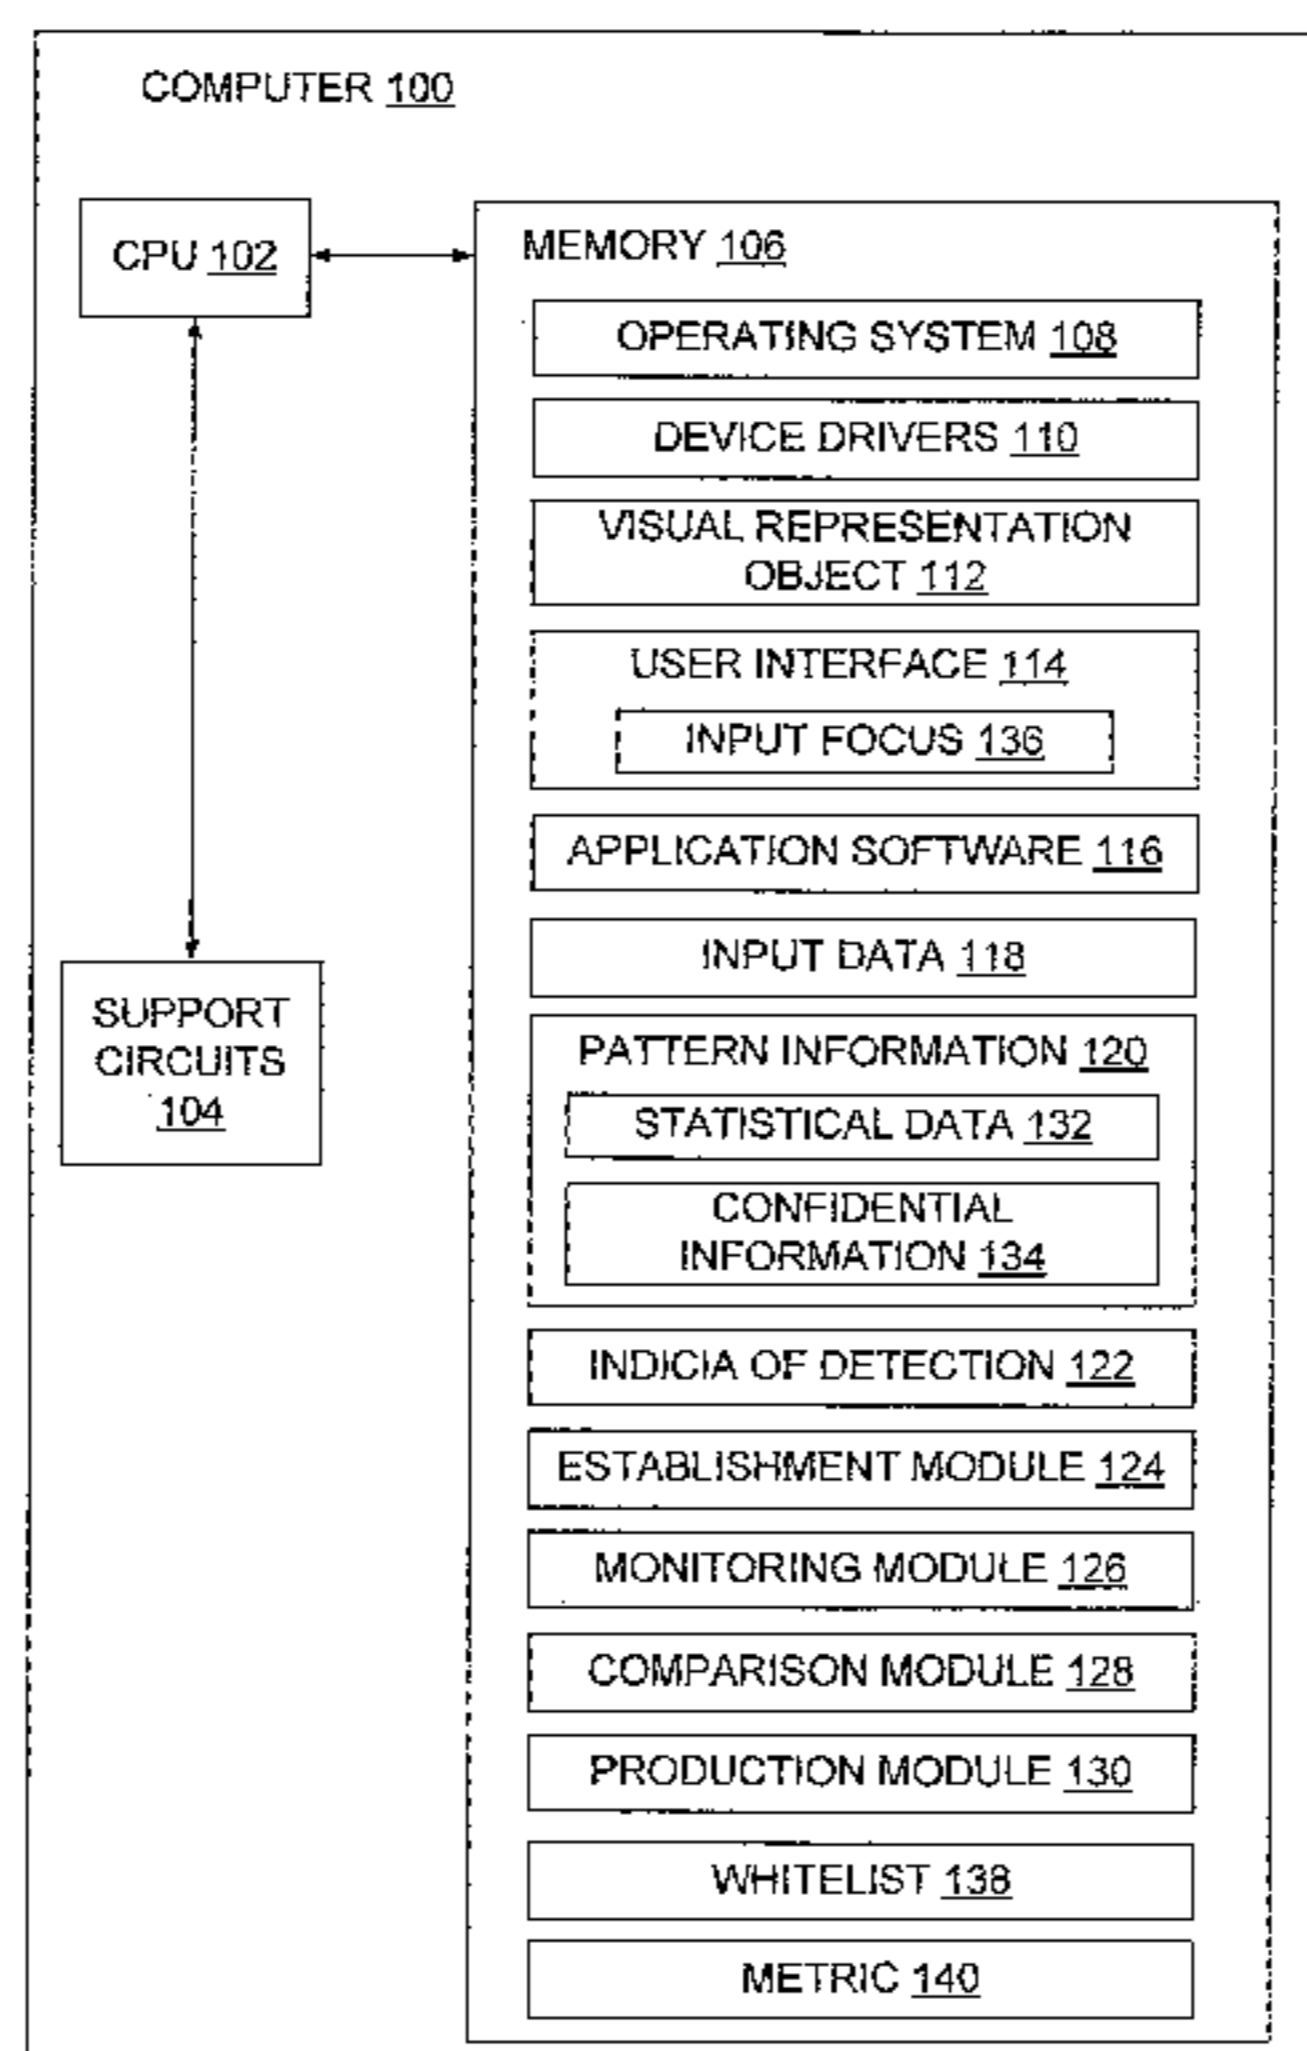 COMPUTER 100
CPU 102
MEMORY 106
OPERATING SYSTEM 108
DEVICE DRIVERS 110
VISUAL REPRESENTATION
OBJECT 112
USER INTERFACE 114
INPUT FOCUS 136
APPLICATION SOFTWARE 116
INPUT DATA 118
SUPPORT
CIRCUITS
104
PATTERN INFORMATION 120
STATISTICAL DATA 132
CONFIDENTIAL
INFORMATION 134
INDICIA OF DETECTION 122
ESTABLISHMENT MODULE 124
MONITORING MODULE 126
COMPARISON MODULE 128
PRODUCTION MODULE 130
WHITELIST 138
METRIC 140